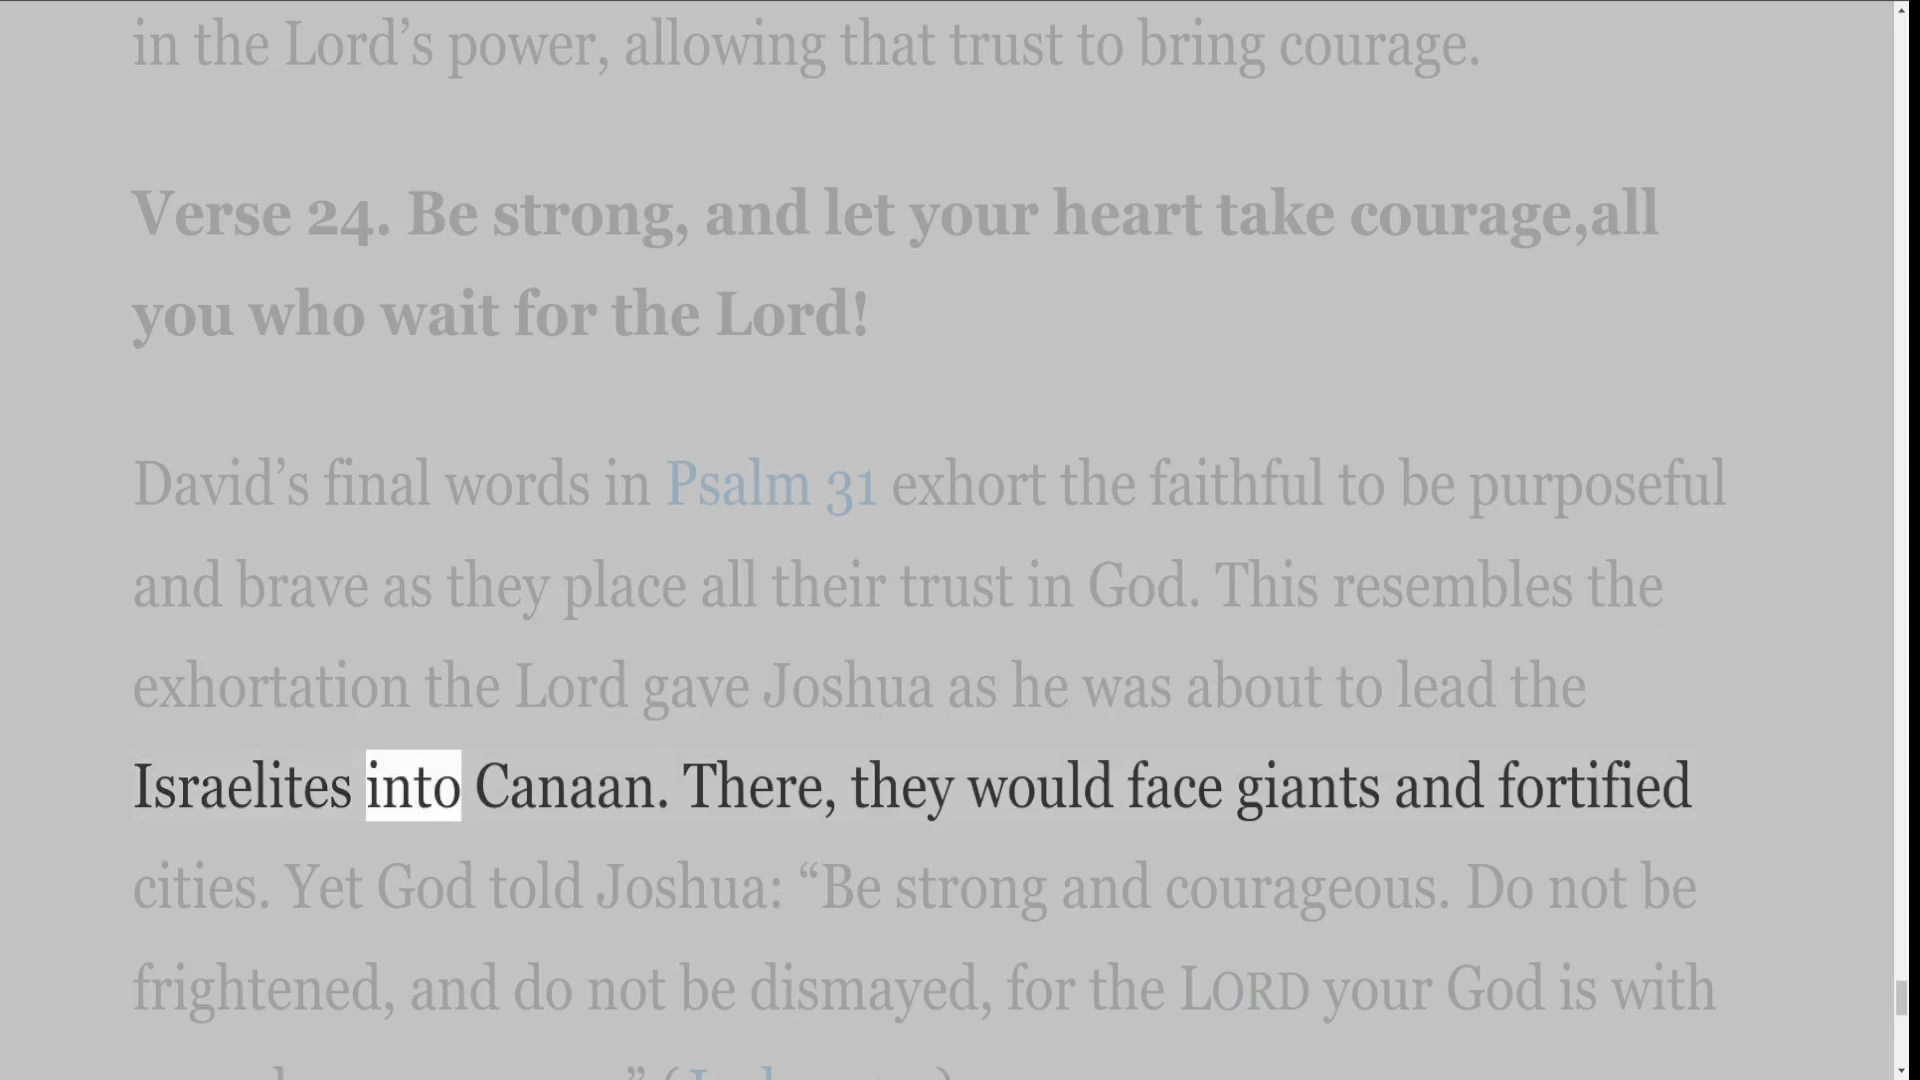 in the Lord’s power, allowing that trust to bring courage.
Verse 24. Be strong, and let your heart take courage,all
you who wait for the Lord!
David’s final words in Psalm 31 exhort the faithful to be purposeful
and brave as they place all their trust in God. This resembles the
exhortation the Lord gave Joshua as he was about to lead the
Israelites into Canaan. There, they would face giants and fortified
cities. Yet God told Joshua: “Be strong and courageous. Do not be
frightened, and do not be dismayed, for the LORD your God is with